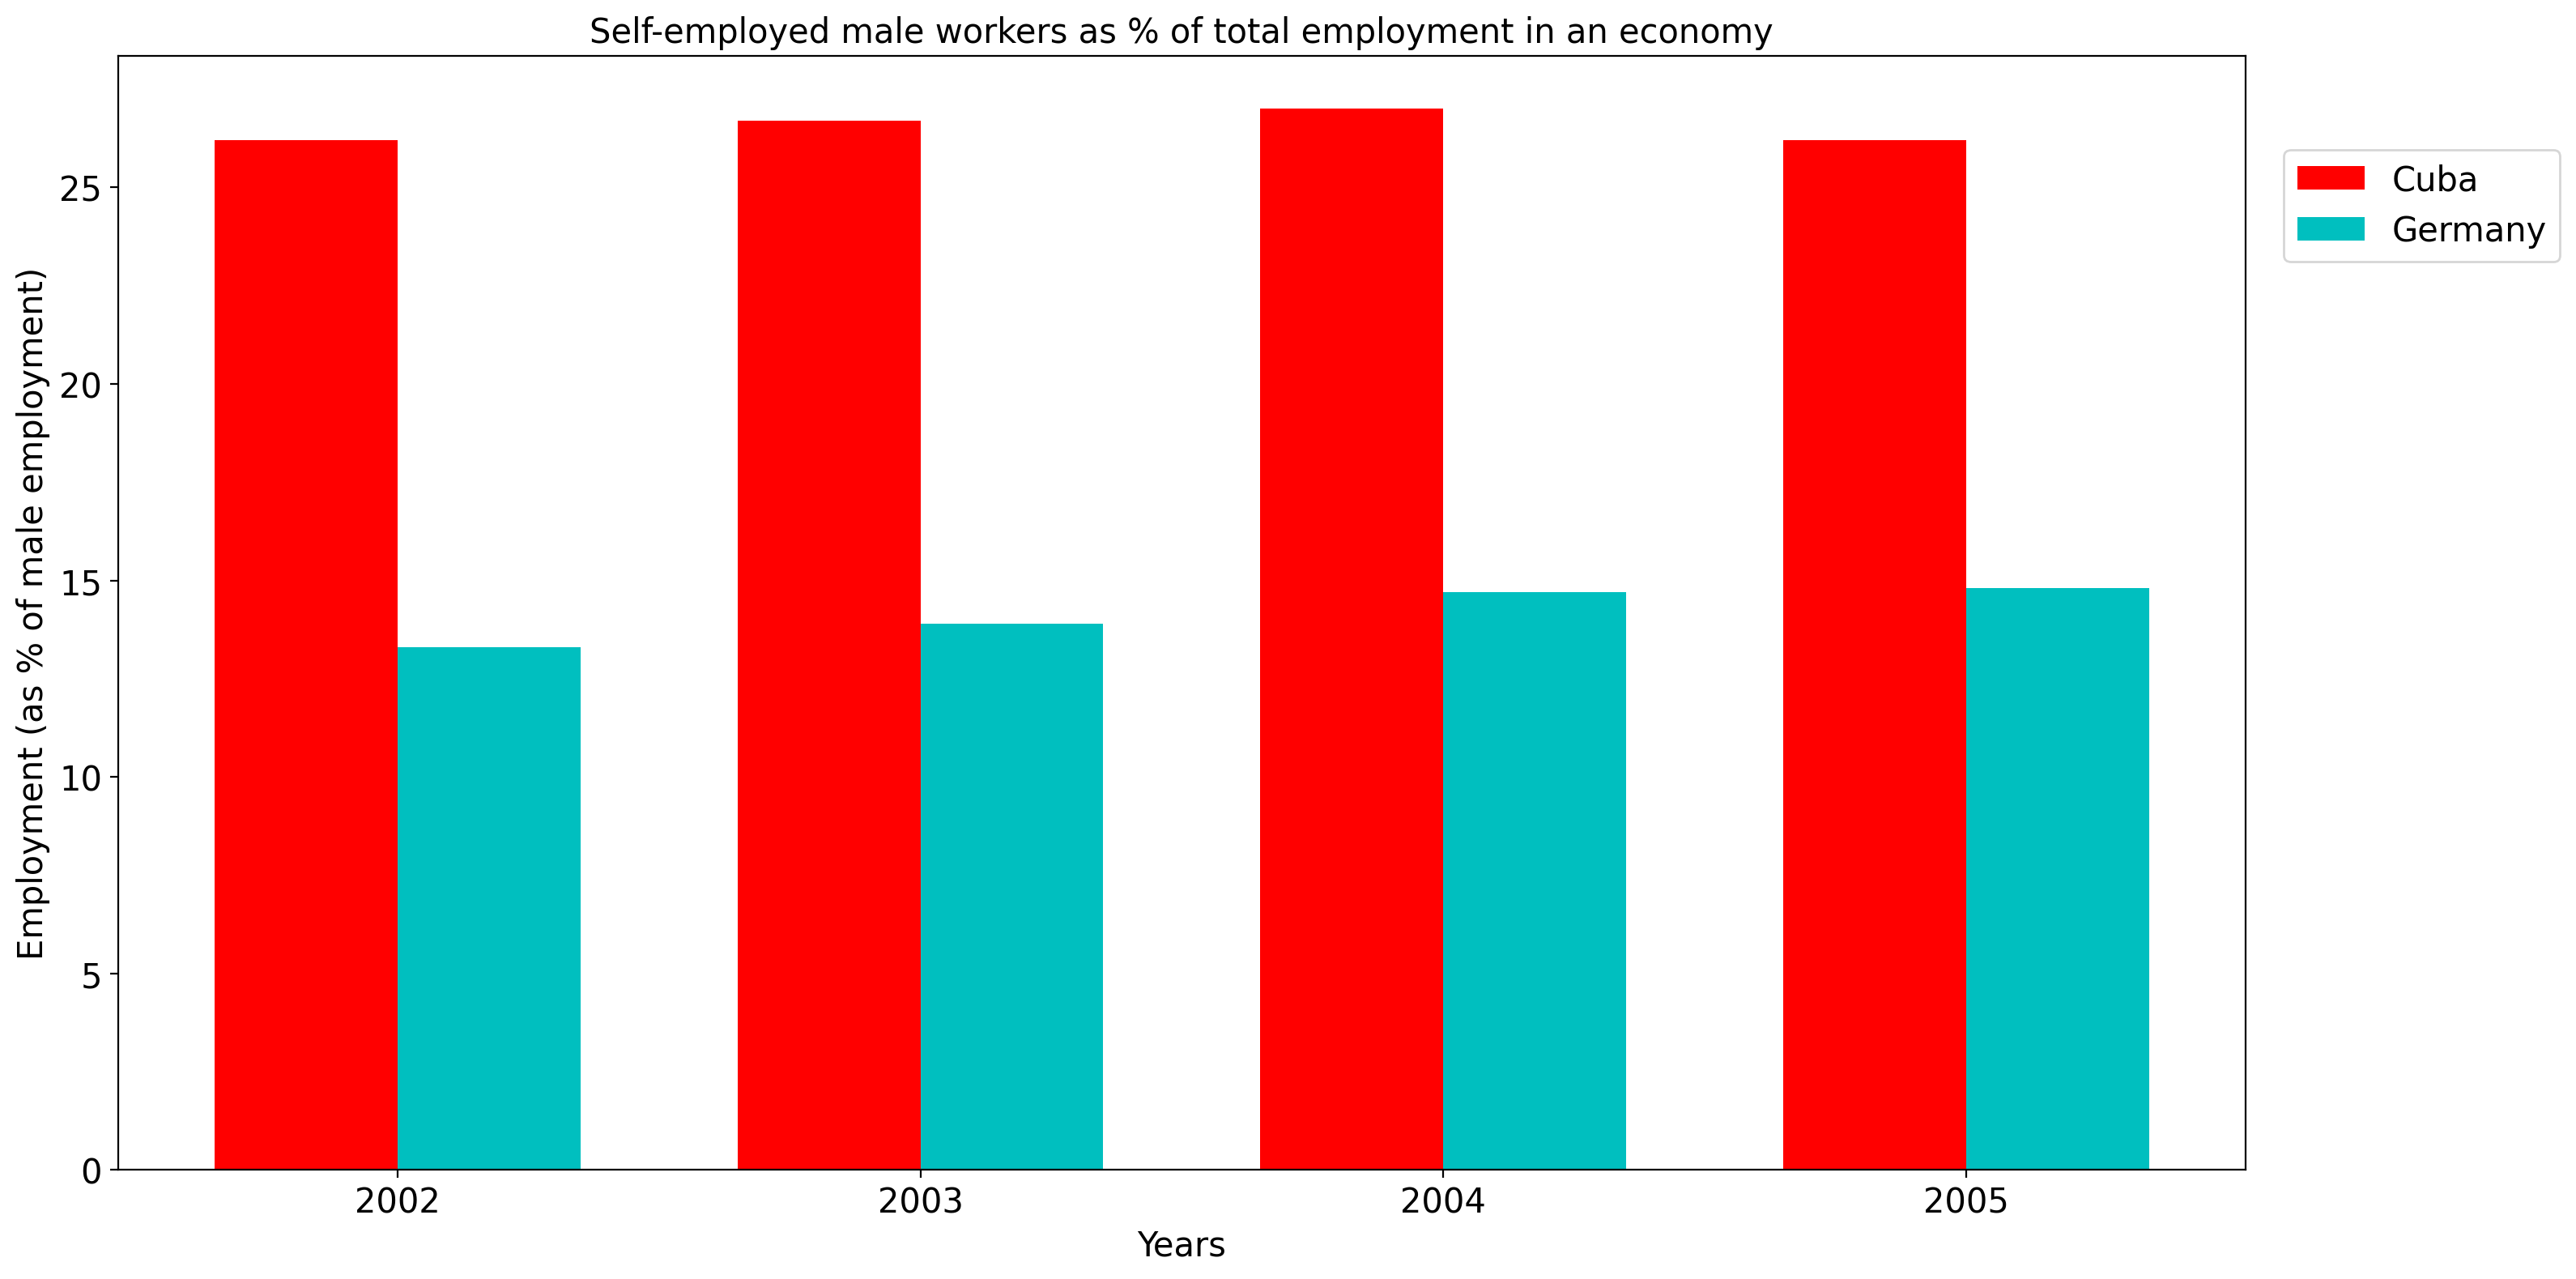 Self-employed male workers as % of total employment in an economy
Employment (as % of male employment)
25
20
15
10
5
0
2002 2003 2004 2005
Years
Cuba
Germany